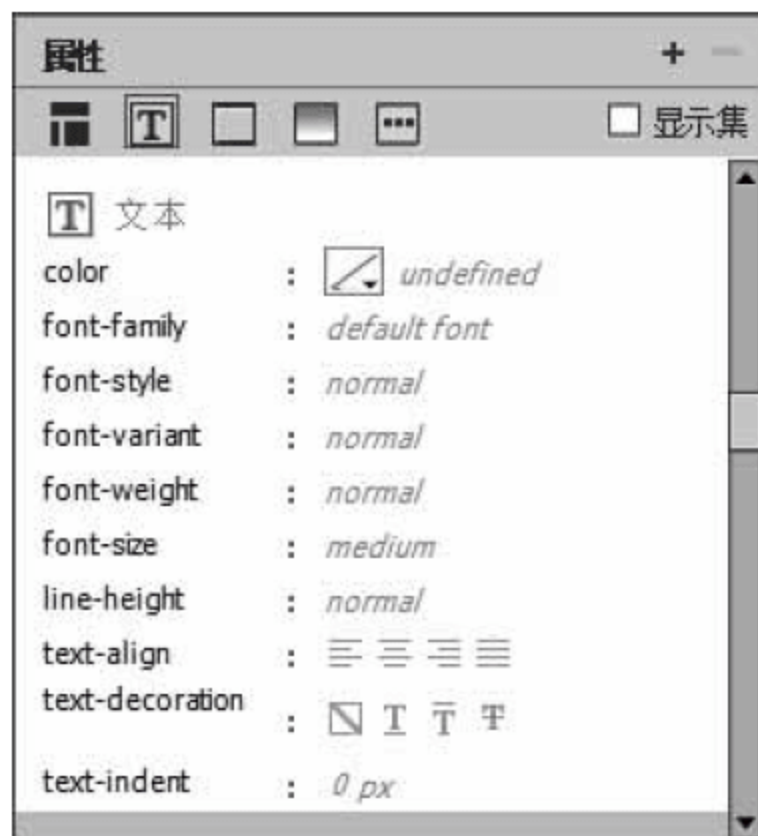 属性
显示集
文本
color : undefined
font-family : default font
font-style : normal
font-variant : normal
font-weight : normal
font-size : medium
line-height : normal
text-align :
text-decoration :
text-indent : 0 px